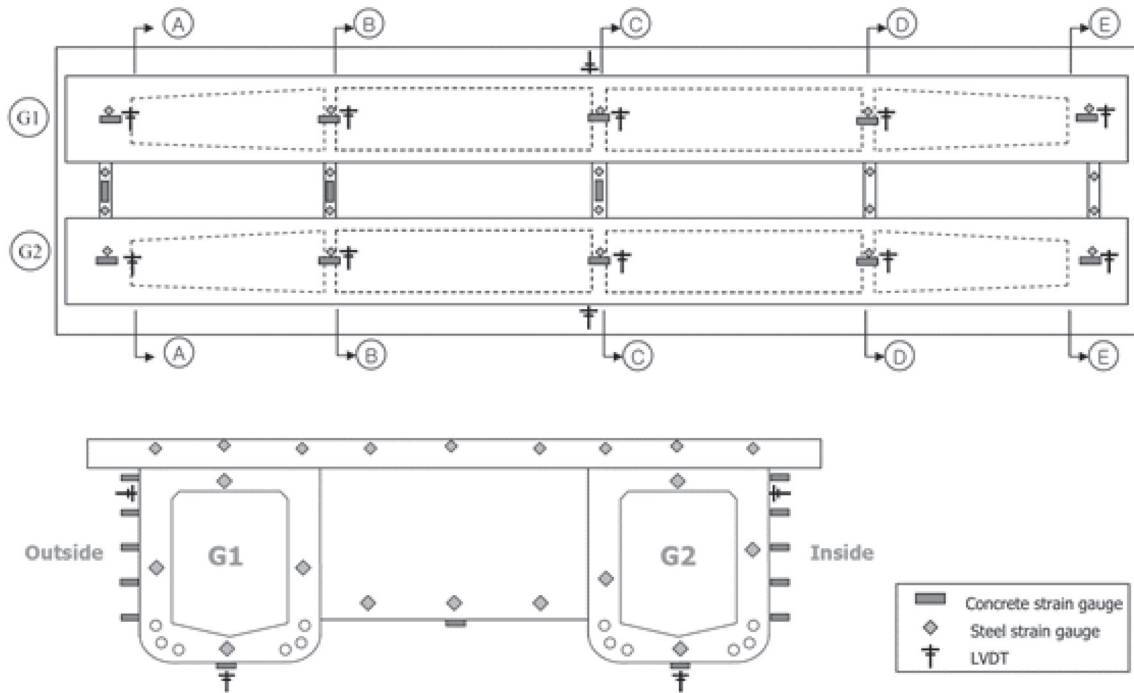 A B C D E
G1
G2
A B C D E
Outside G1 G2 Inside
Concrete strain gauge
Steel strain gauge
LVDT